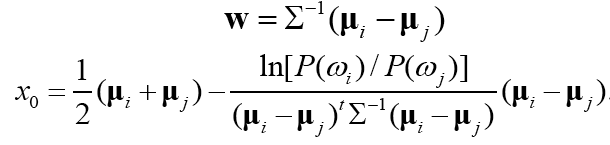 w = Σ⁻¹(μᵢ − μⱼ)
x₀ = 1/2 (μᵢ + μⱼ) − ln[P(ωᵢ) / P(ωⱼ)] / (μᵢ − μⱼ)ᵗ Σ⁻¹(μᵢ − μⱼ) (μᵢ − μⱼ).